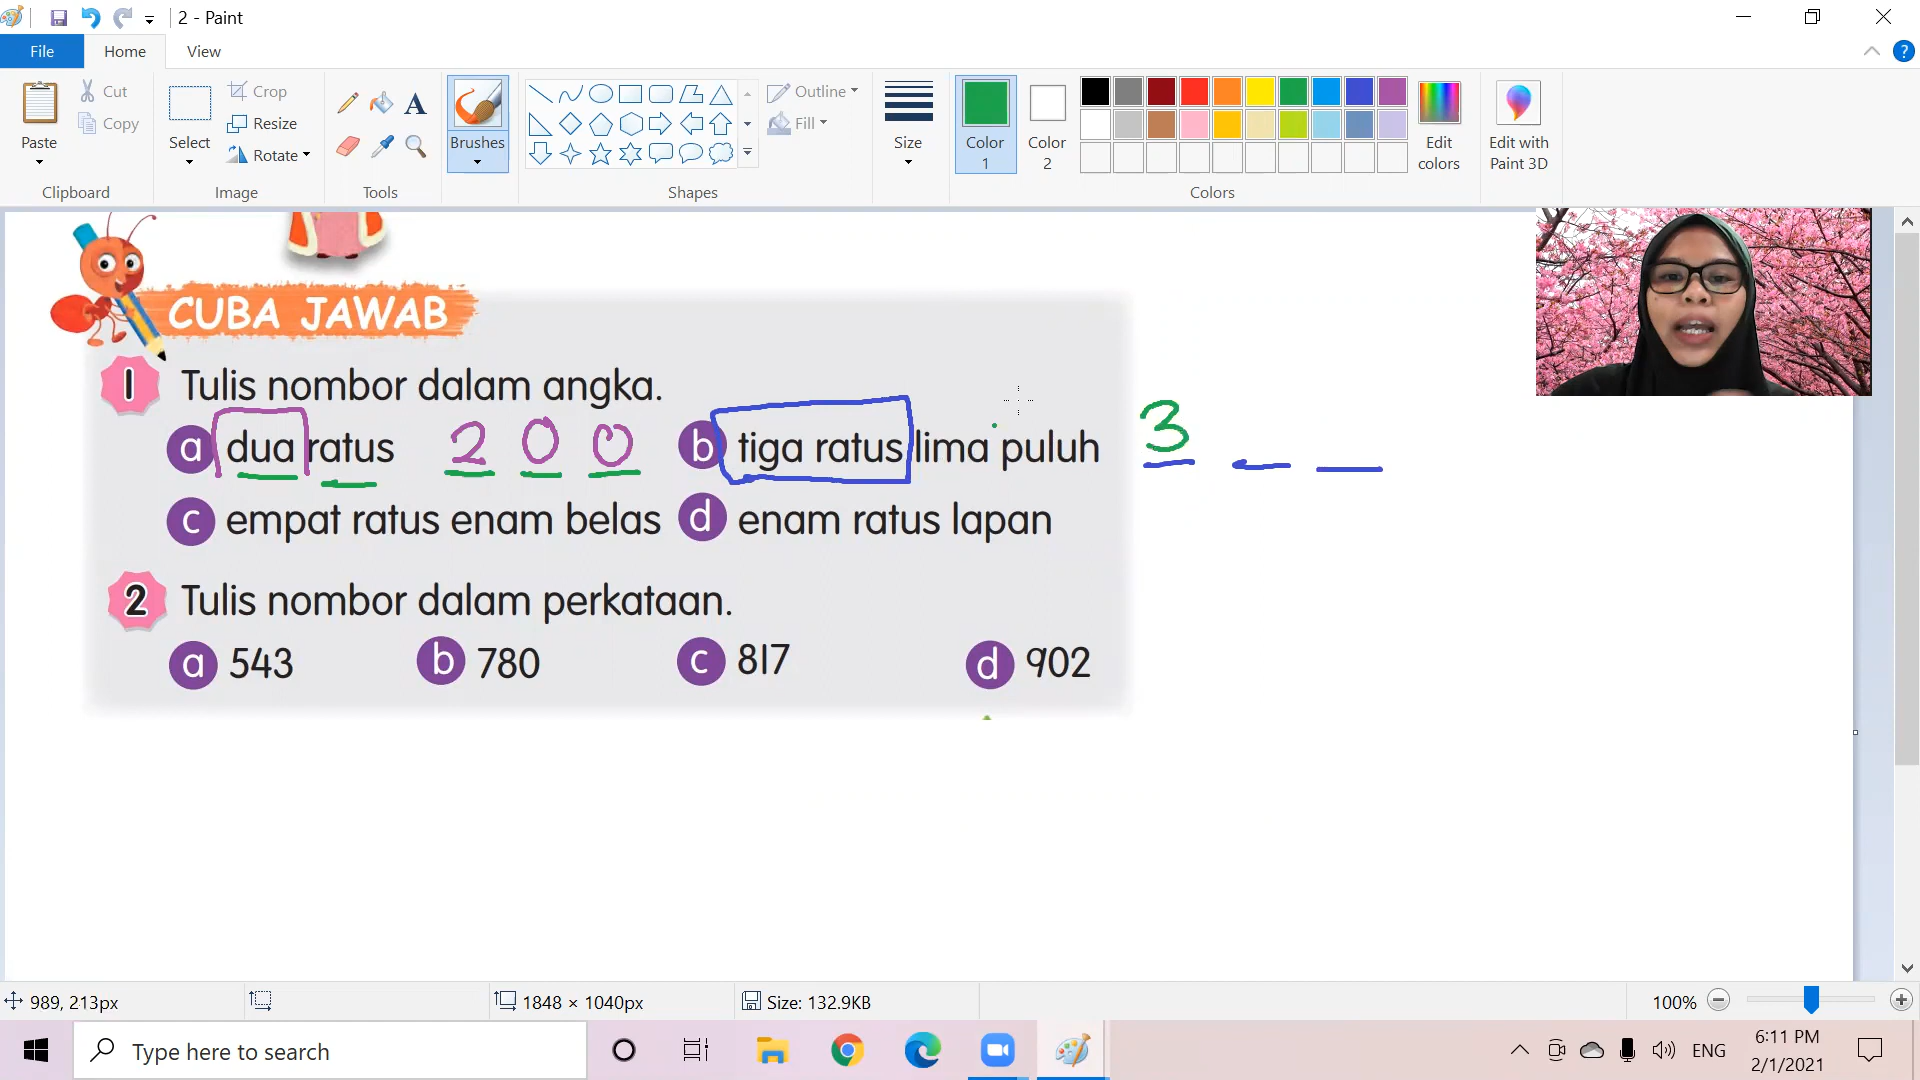 2 - Paint
File Home View
Paste Cut Copy Select Crop Resize Rotate Brushes Outline Fill Size Color 1 Color 2 Edit colors Edit with Paint 3D
Clipboard Image Tools Shapes Colors
CUBA JAWAB
1 Tulis nombor dalam angka.
a dua ratus 2 0 0 b tiga ratus lima puluh 3
c empat ratus enam belas d enam ratus lapan
2 Tulis nombor dalam perkataan.
a 543 b 780 c 817 d 902
989, 213px 1848 × 1040px Size: 132.9KB 100%
Type here to search ENG 6:11 PM
2/1/2021